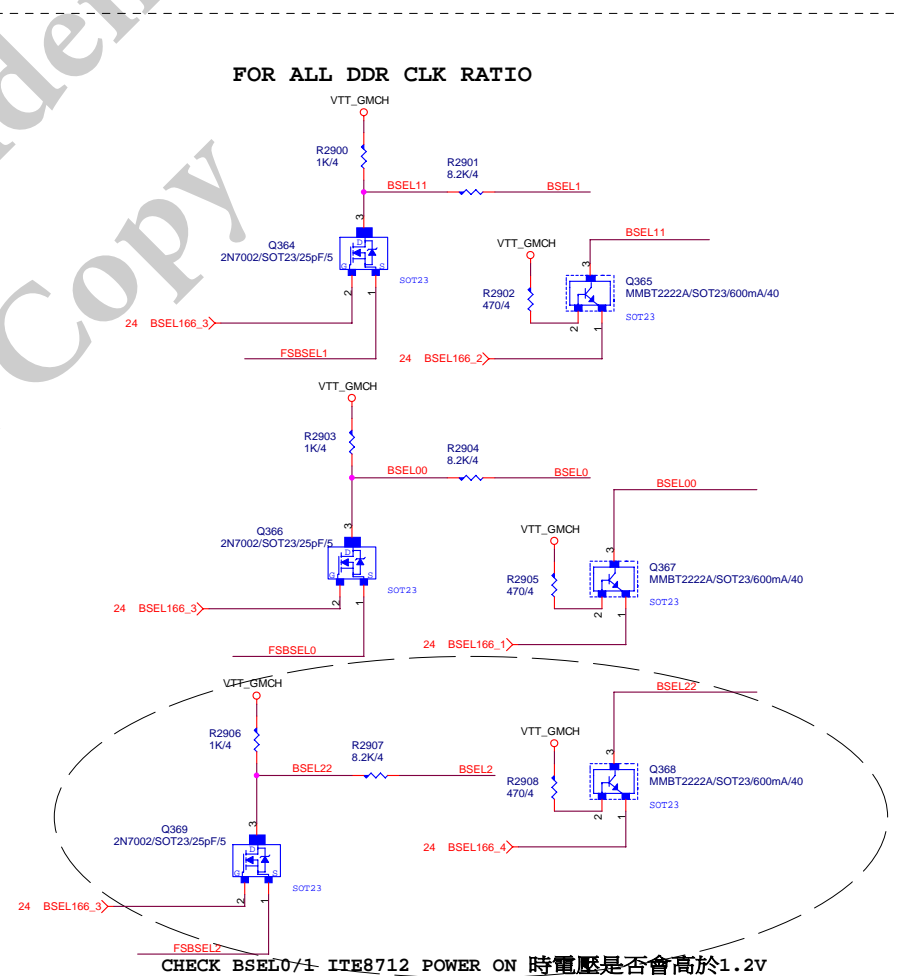 FOR ALL DDR CLK RATIO
VTT_GMCH
R2900
1K/4
R2901
8.2K/4
BSEL11
BSEL1
3
D
G
S
Q364
2N7002/SOT23/25pF/5
SOT23
2
1
24 BSEL166_3
FSBSEL1
BSEL11
VTT_GMCH
3
Q365
MMBT2222A/SOT23/600mA/40
R2902
470/4
SOT23
2
1
24 BSEL166_2
VTT_GMCH
R2903
1K/4
R2904
8.2K/4
BSEL00
BSEL0
3
D
G
S
Q366
2N7002/SOT23/25pF/5
SOT23
2
1
24 BSEL166_3
FSBSEL0
BSEL00
VTT_GMCH
3
Q367
MMBT2222A/SOT23/600mA/40
R2905
470/4
SOT23
2
1
24 BSEL166_1
VTT_GMCH
R2906
1K/4
R2907
8.2K/4
BSEL22
BSEL2
3
D
G
S
Q369
2N7002/SOT23/25pF/5
SOT23
2
1
24 BSEL166_3
FSBSEL2
BSEL22
VTT_GMCH
3
Q368
MMBT2222A/SOT23/600mA/40
R2908
470/4
SOT23
2
1
24 BSEL166_4
CHECK BSEL0/1 ITE8712 POWER ON 時電壓是否會高於1.2V
Copy